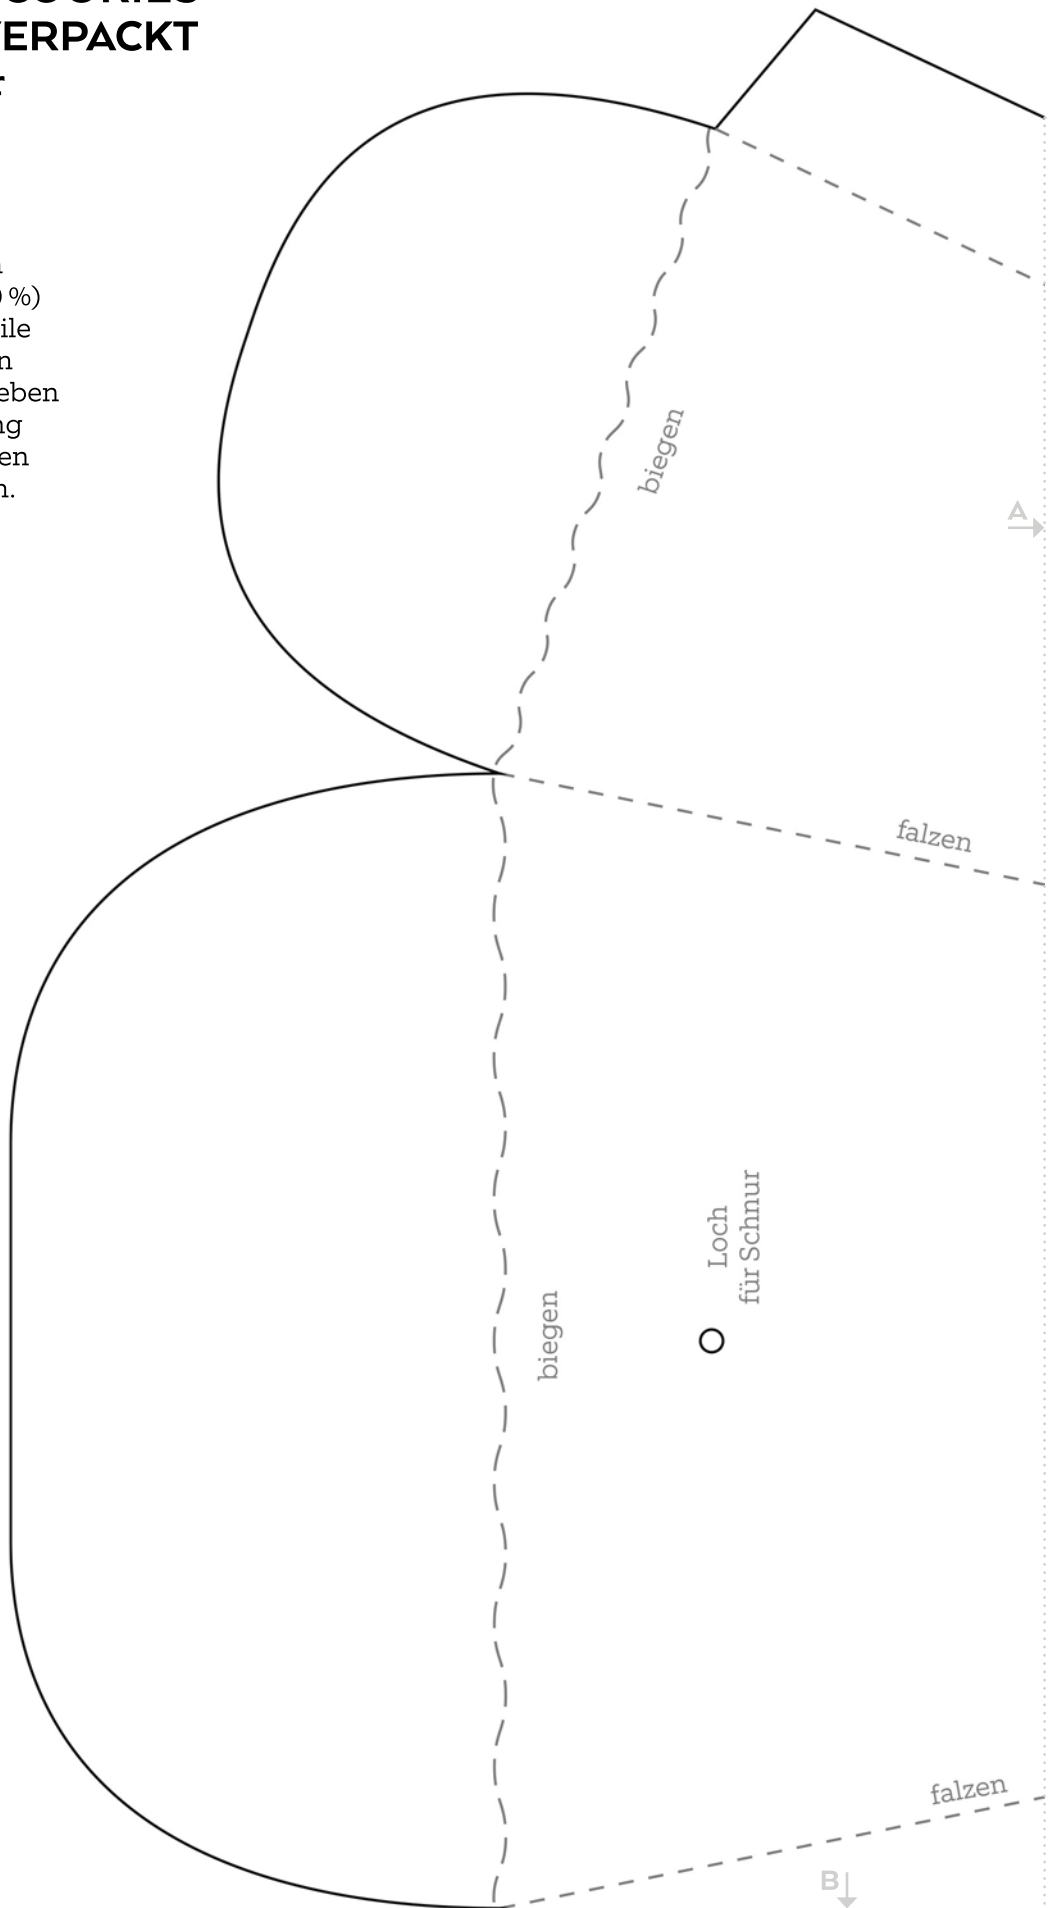 ERPACKT
%)
ile
n
eben
ng
en
n.
biegen
A
falzen
Loch
für Schnur
biegen
falzen
B